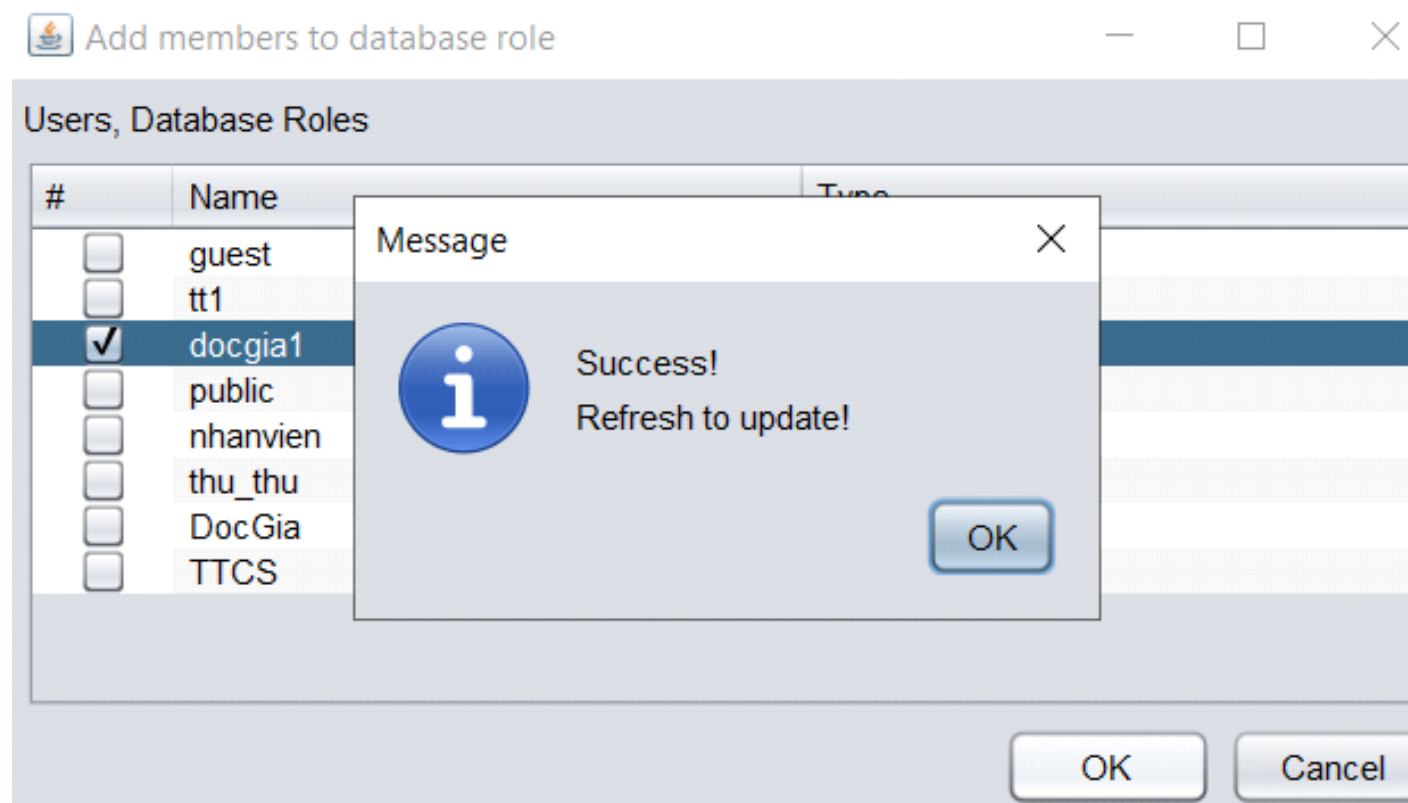 Add members to database role
Users, Database Roles
# Name Type
guest
tt1
docgia1
public
nhanvien
thu_thu
DocGia
TTCS
Message
Success!
Refresh to update!
OK
OK Cancel